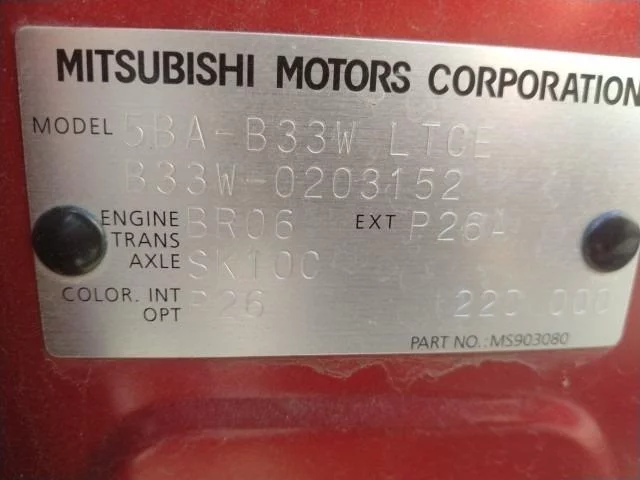 MITSUBISHI MOTORS CORPORATION
MODEL 5BA-B33W LTCE
B33W-0203152
ENGINE BR06 EXT P26A
TRANS
AXLE SK10C
COLOR. INT P26 22C 000
OPT
PART NO.: MS903080